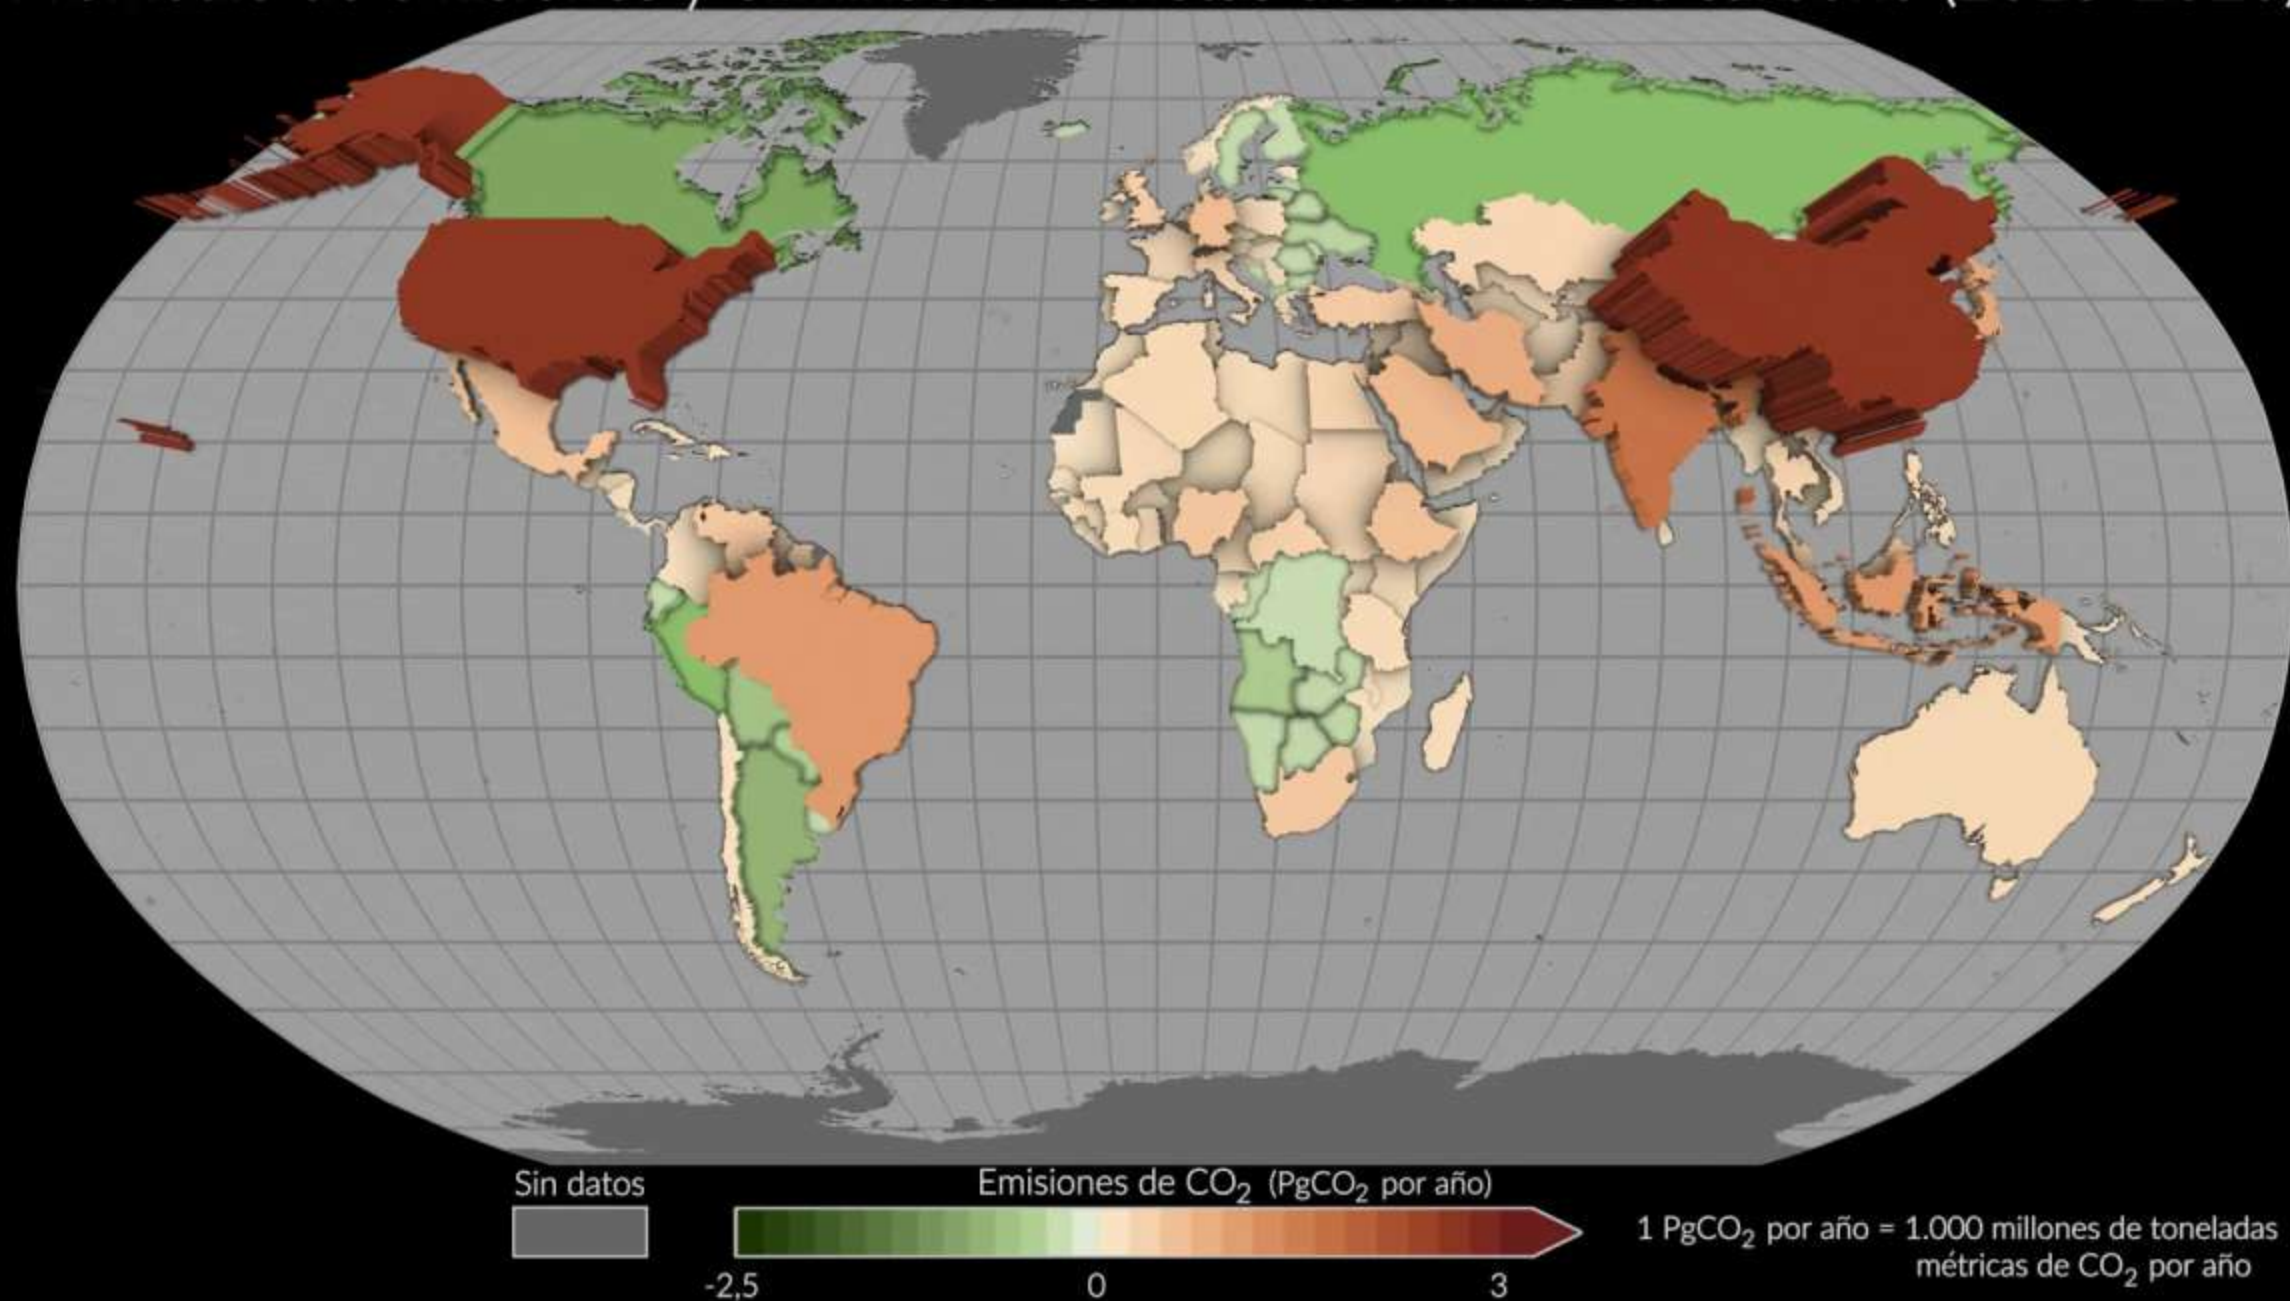 Sin datos
Emisiones de CO₂ (PgCO₂ por año)
-2,5
0
3
1 PgCO₂ por año = 1.000 millones de toneladas
métricas de CO₂ por año